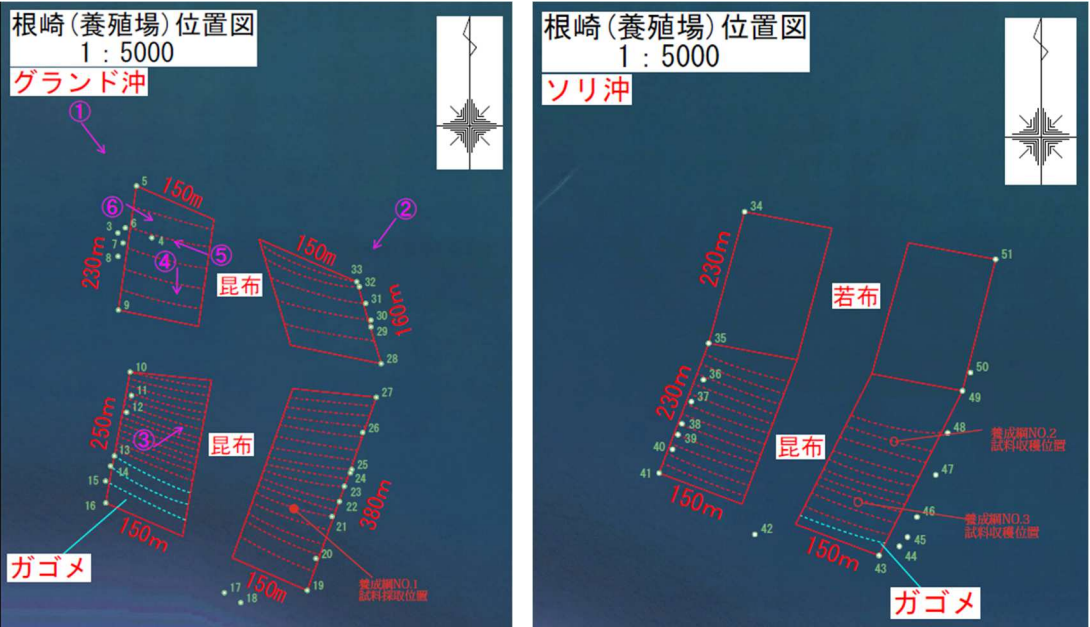 根崎(養殖場)位置図
1：5000
グランド沖
①
②
5
150m
⑥
3
6
4
7
8
⑤
④
230m
9
昆布
150m
33
32
31
30
29
160m
28
10
11
12
250m
③
13
14
15
16
150m
昆布
ガゴメ
27
26
25
24
23
22
21
380m
20
19
150m
17
18
養成綱NO.1
試料採取位置
根崎(養殖場)位置図
1：5000
ソリ沖
34
230m
51
若布
35
36
37
230m
38
39
40
41
150m
昆布
42
50
49
48
養成綱NO.2
試料収穫位置
47
46
養成綱NO.3
試料収穫位置
45
44
43
150m
ガゴメ